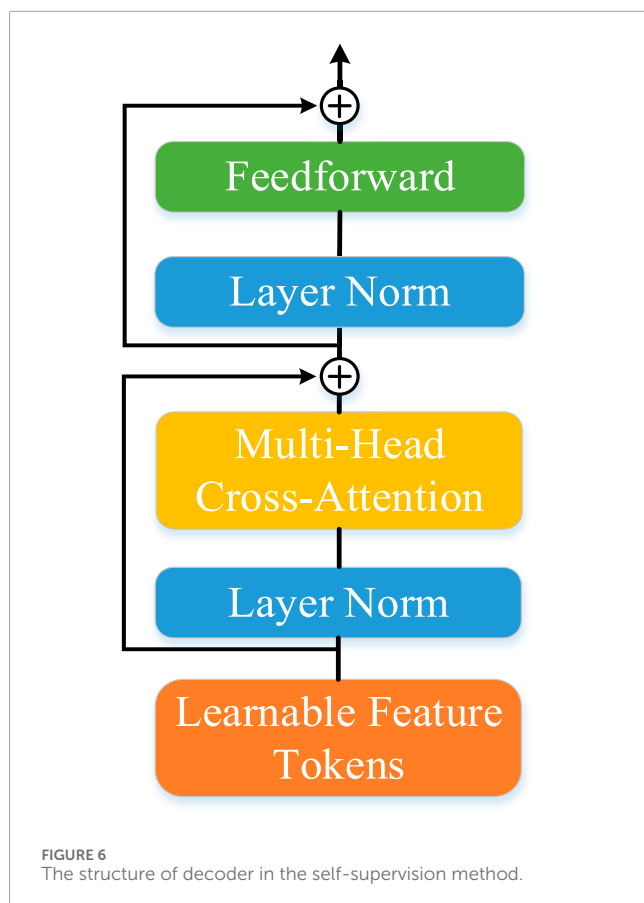 Feedforward
Layer Norm
Multi-Head
Cross-Attention
Layer Norm
Learnable Feature
Tokens
FIGURE 6
The structure of decoder in the self-supervision method.